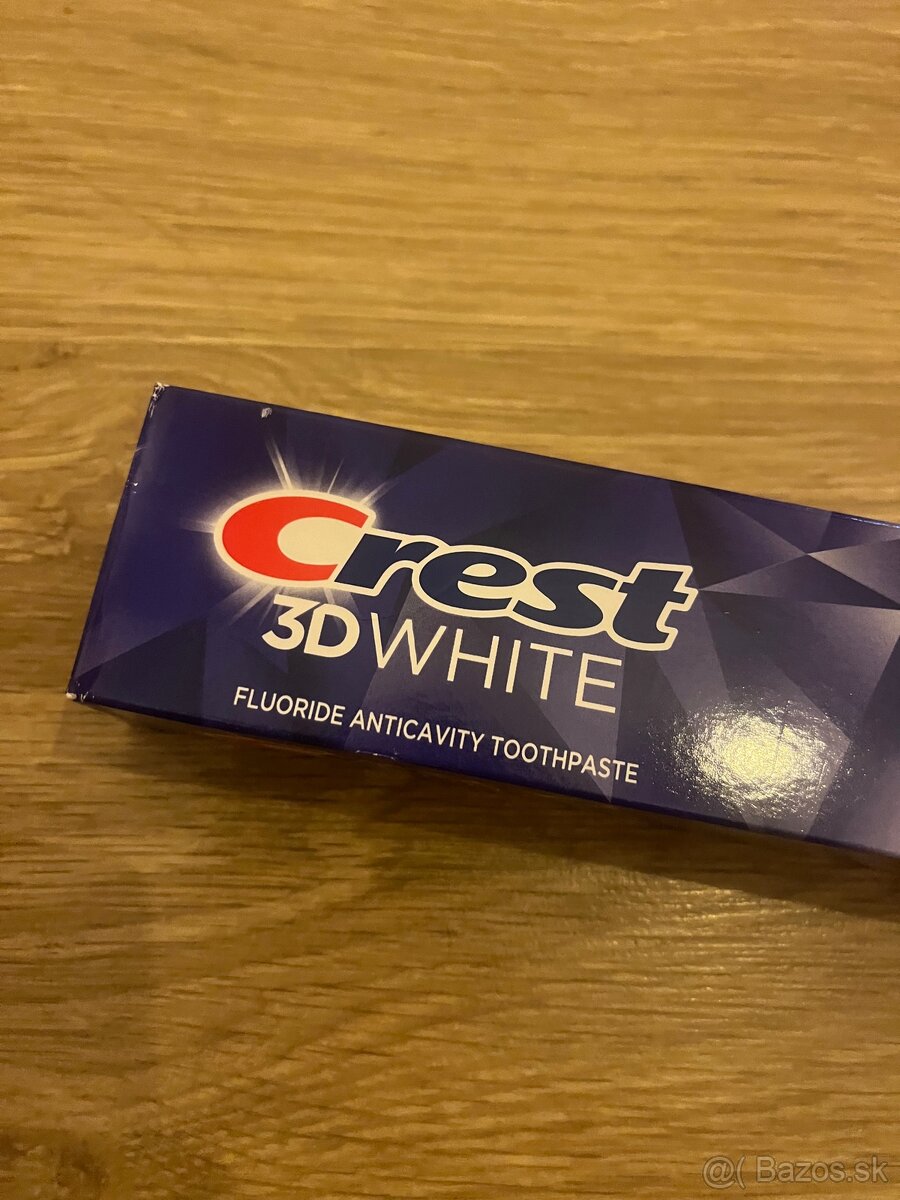 Crest
3D WHITE
FLUORIDE ANTICAVITY TOOTHPASTE
@( Bazos.sk